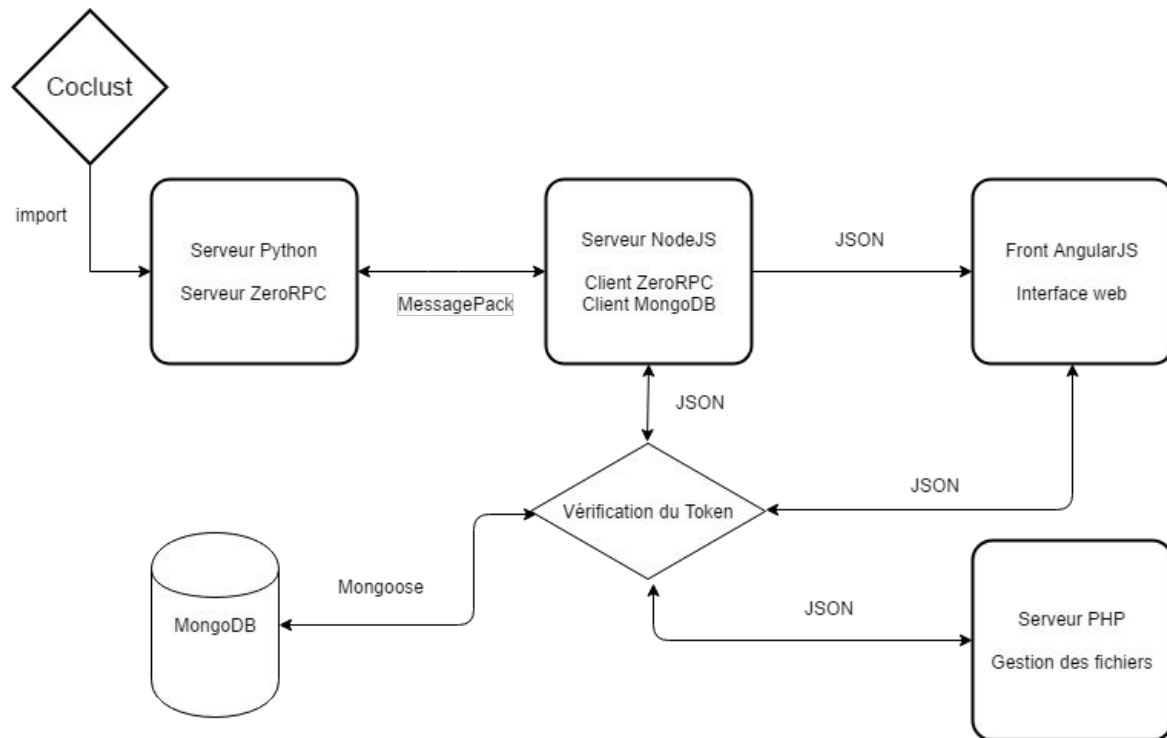 Coclust
import
Serveur Python
Serveur ZeroRPC
MessagePack
Serveur NodeJS
Client ZeroRPC
Client MongoDB
JSON
Front AngularJS
Interface web
JSON
Vérification du Token
JSON
MongoDB
Mongoose
JSON
Serveur PHP
Gestion des fichiers